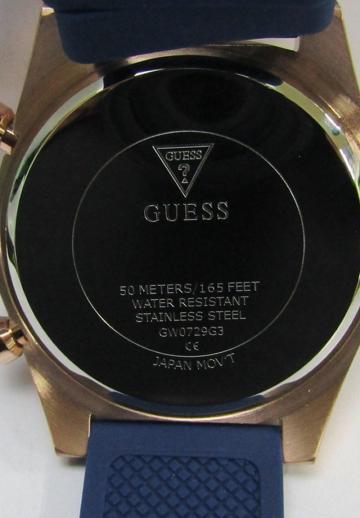 GUESS
?
GUESS
50 METERS/165 FEET
WATER RESISTANT
STAINLESS STEEL
GW0729G3
CE
JAPAN MOV'T